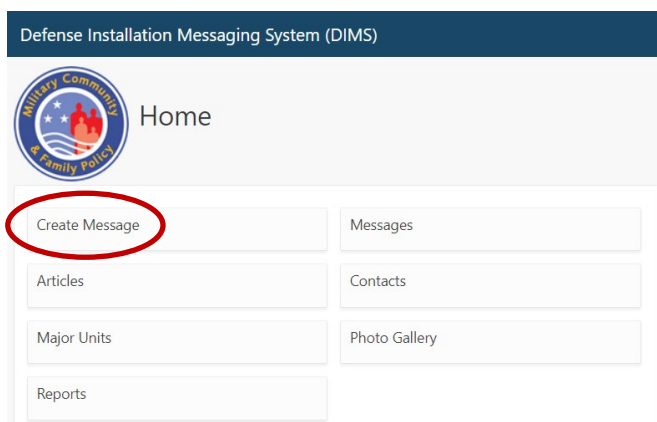 Defense Installation Messaging System (DIMS)
Military Community
& Family Policy
Home
Create Message
Messages
Articles
Contacts
Major Units
Photo Gallery
Reports